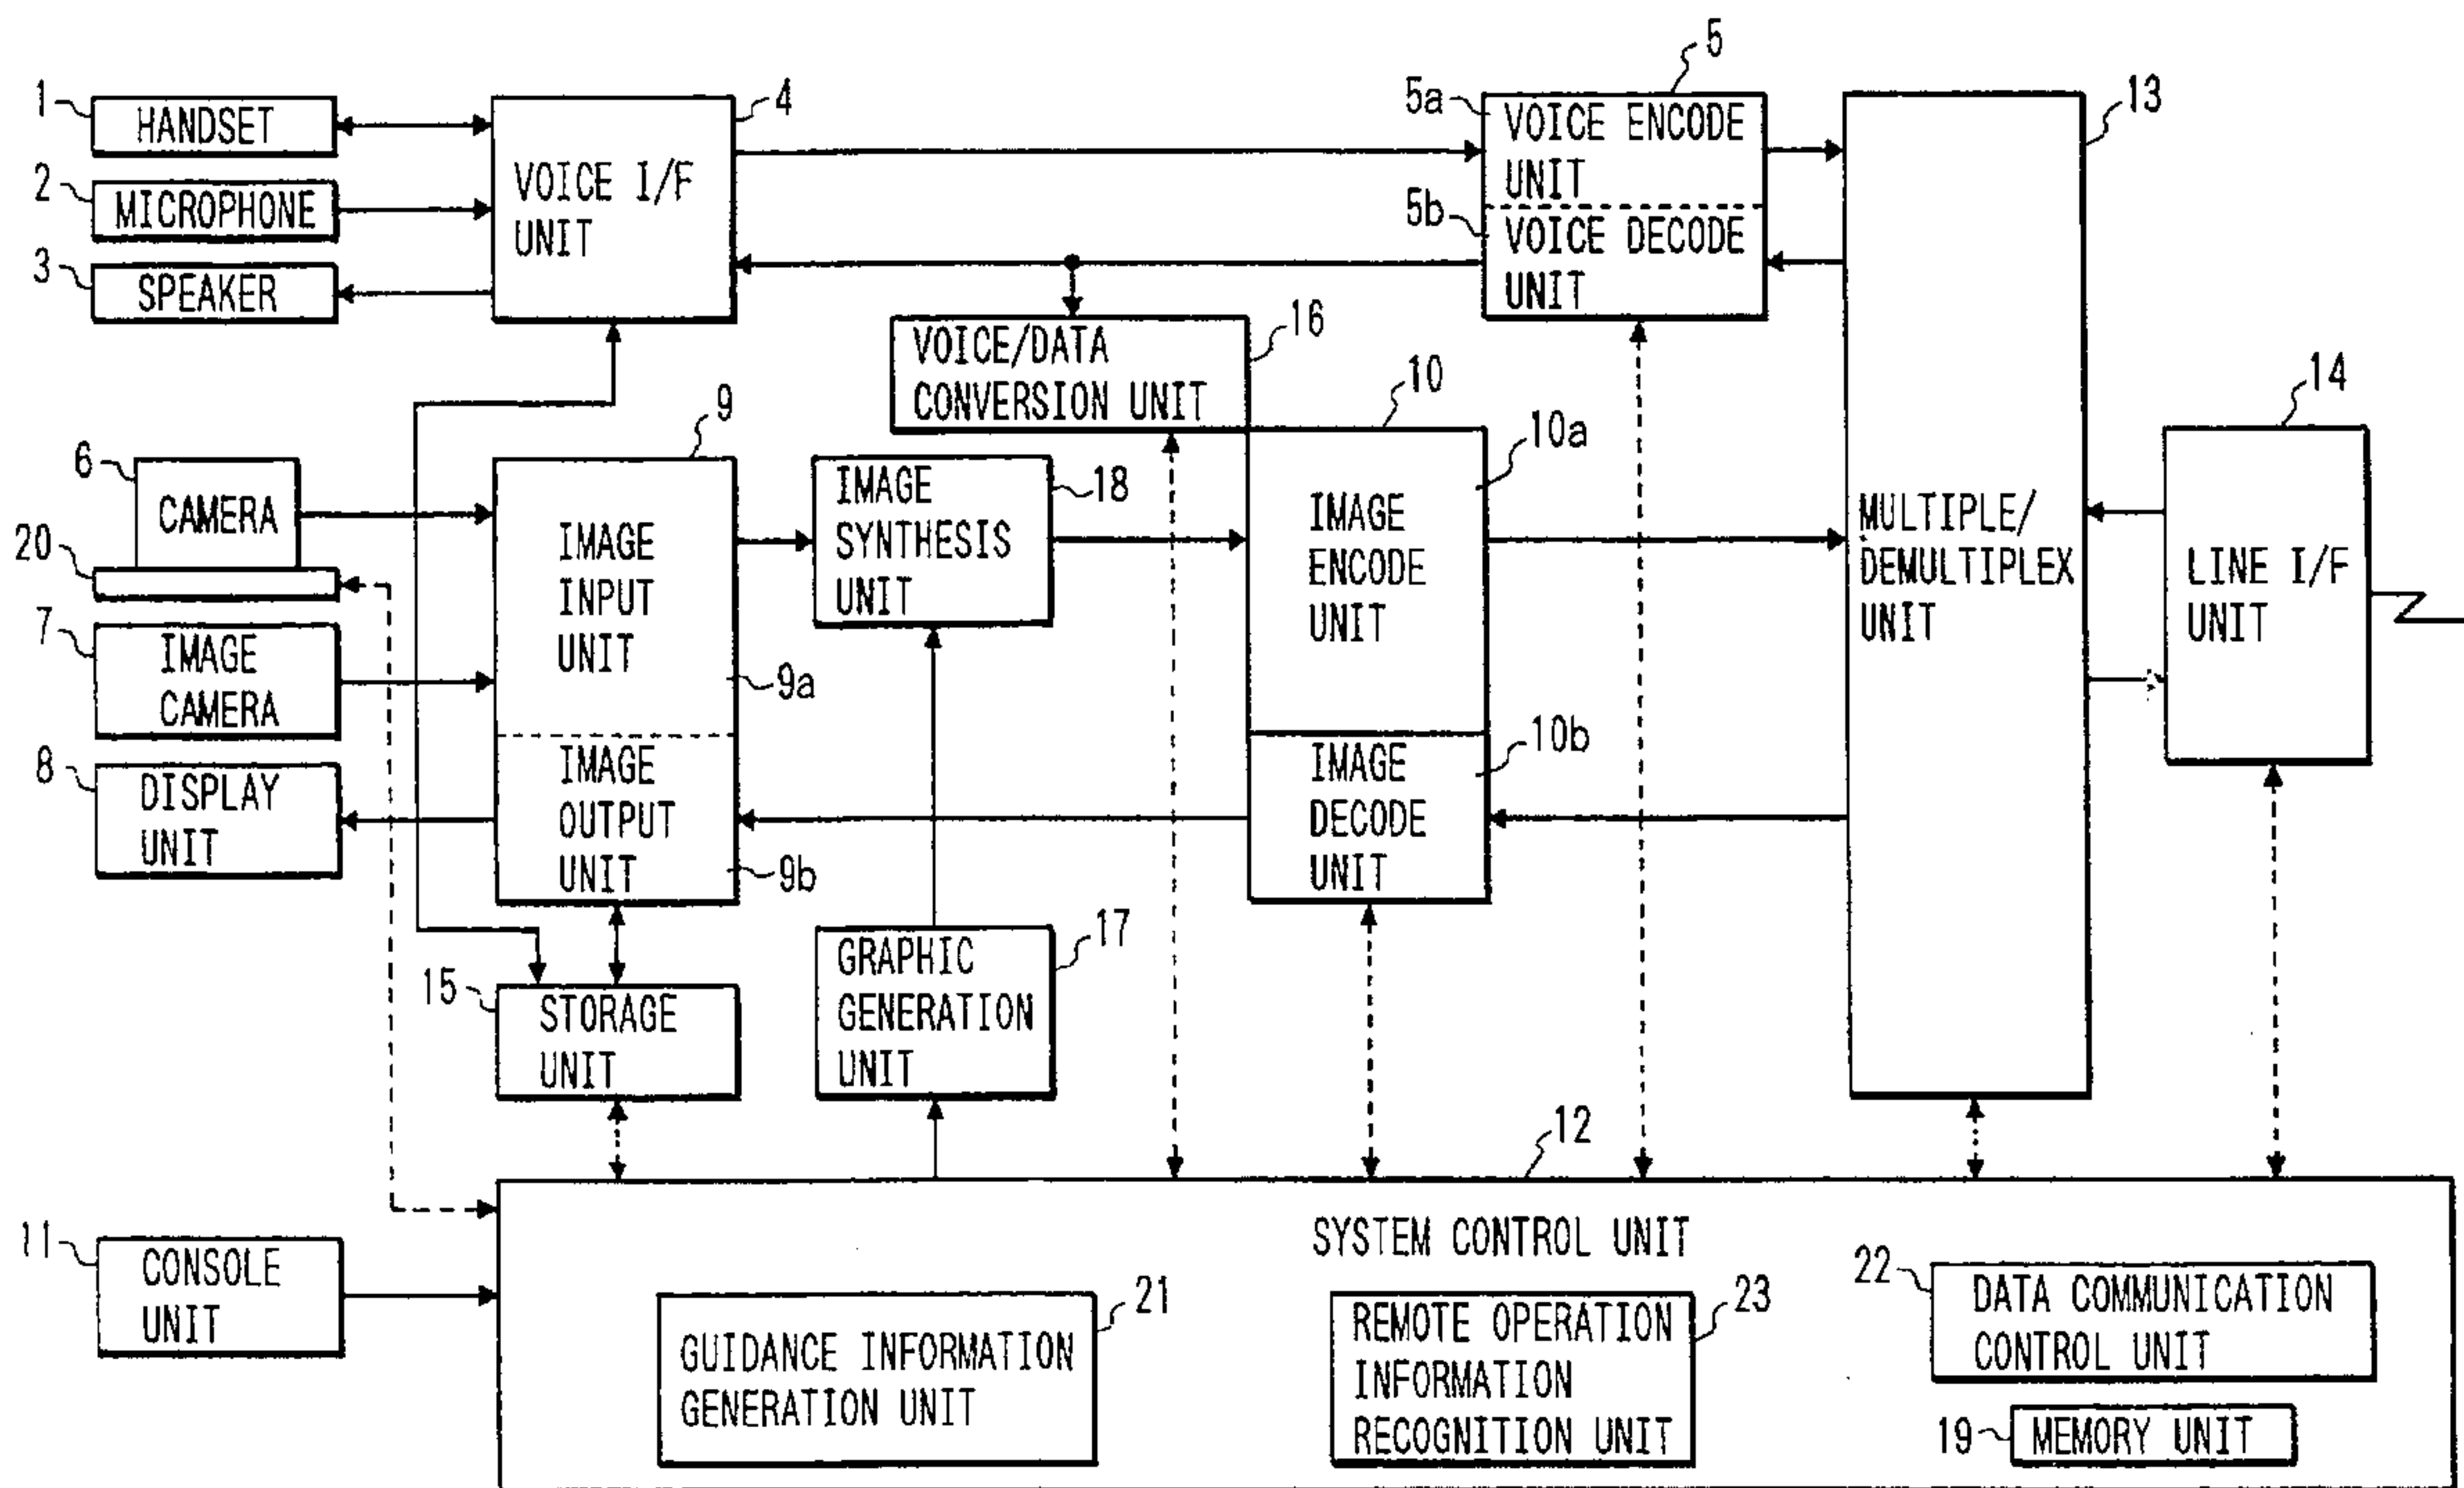 5
1
HANDSET
4
5a
VOICE ENCODE
UNIT
13
2
MICROPHONE
VOICE I/F
UNIT
5b
VOICE DECODE
UNIT
3
SPEAKER
16
VOICE/DATA
CONVERSION UNIT
10
14
9
10a
6
CAMERA
IMAGE
SYNTHESIS
UNIT
18
20
IMAGE
INPUT
UNIT
IMAGE
ENCODE
UNIT
MULTIPLE/
DEMULTIPLEX
UNIT
LINE I/F
UNIT
7
IMAGE
CAMERA
9a
10b
8
DISPLAY
UNIT
IMAGE
OUTPUT
UNIT
9b
IMAGE
DECODE
UNIT
17
15
STORAGE
UNIT
GRAPHIC
GENERATION
UNIT
12
SYSTEM CONTROL UNIT
11
CONSOLE
UNIT
21
GUIDANCE INFORMATION
GENERATION UNIT
23
REMOTE OPERATION
INFORMATION
RECOGNITION UNIT
22
DATA COMMUNICATION
CONTROL UNIT
19
MEMORY UNIT